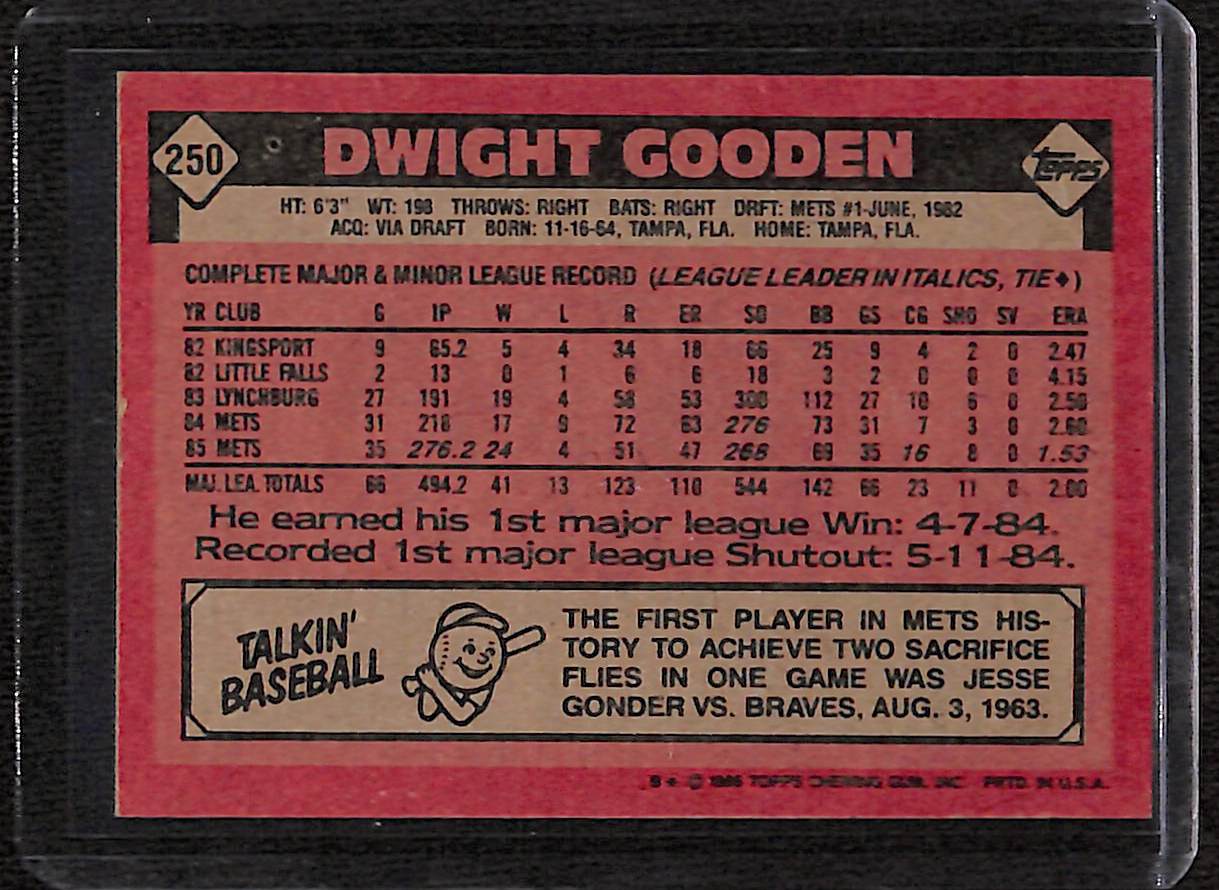 250 DWIGHT GOODEN TOPPS
HT: 6'3" WT: 198 THROWS: RIGHT BATS: RIGHT DRFT: METS #1-JUNE, 1982
ACQ: VIA DRAFT BORN: 11-16-64, TAMPA, FLA. HOME: TAMPA, FLA.
COMPLETE MAJOR & MINOR LEAGUE RECORD (LEAGUE LEADER IN ITALICS, TIE♦)
YR CLUB G IP W L R ER SO BB GS CG SHO SV ERA
82 KINGSPORT 9 65.2 5 4 34 18 66 25 9 4 2 0 2.47
82 LITTLE FALLS 2 13 0 1 6 6 18 3 2 0 0 0 4.15
83 LYNCHBURG 27 191 19 4 58 53 300 112 27 10 6 0 2.50
84 METS 31 218 17 9 72 63 276 73 31 7 3 0 2.60
85 METS 35 276.2 24 4 51 47 268 69 35 16 8 0 1.53
MAJ. LEA. TOTALS 66 494.2 41 13 123 110 544 142 66 23 11 0 2.00
He earned his 1st major league Win: 4-7-84.
Recorded 1st major league Shutout: 5-11-84.
TALKIN'
BASEBALL
THE FIRST PLAYER IN METS HIS-
TORY TO ACHIEVE TWO SACRIFICE
FLIES IN ONE GAME WAS JESSE
GONDER VS. BRAVES, AUG. 3, 1963.
© 1986 TOPPS CHEWING GUM, INC. PRTD. IN U.S.A.